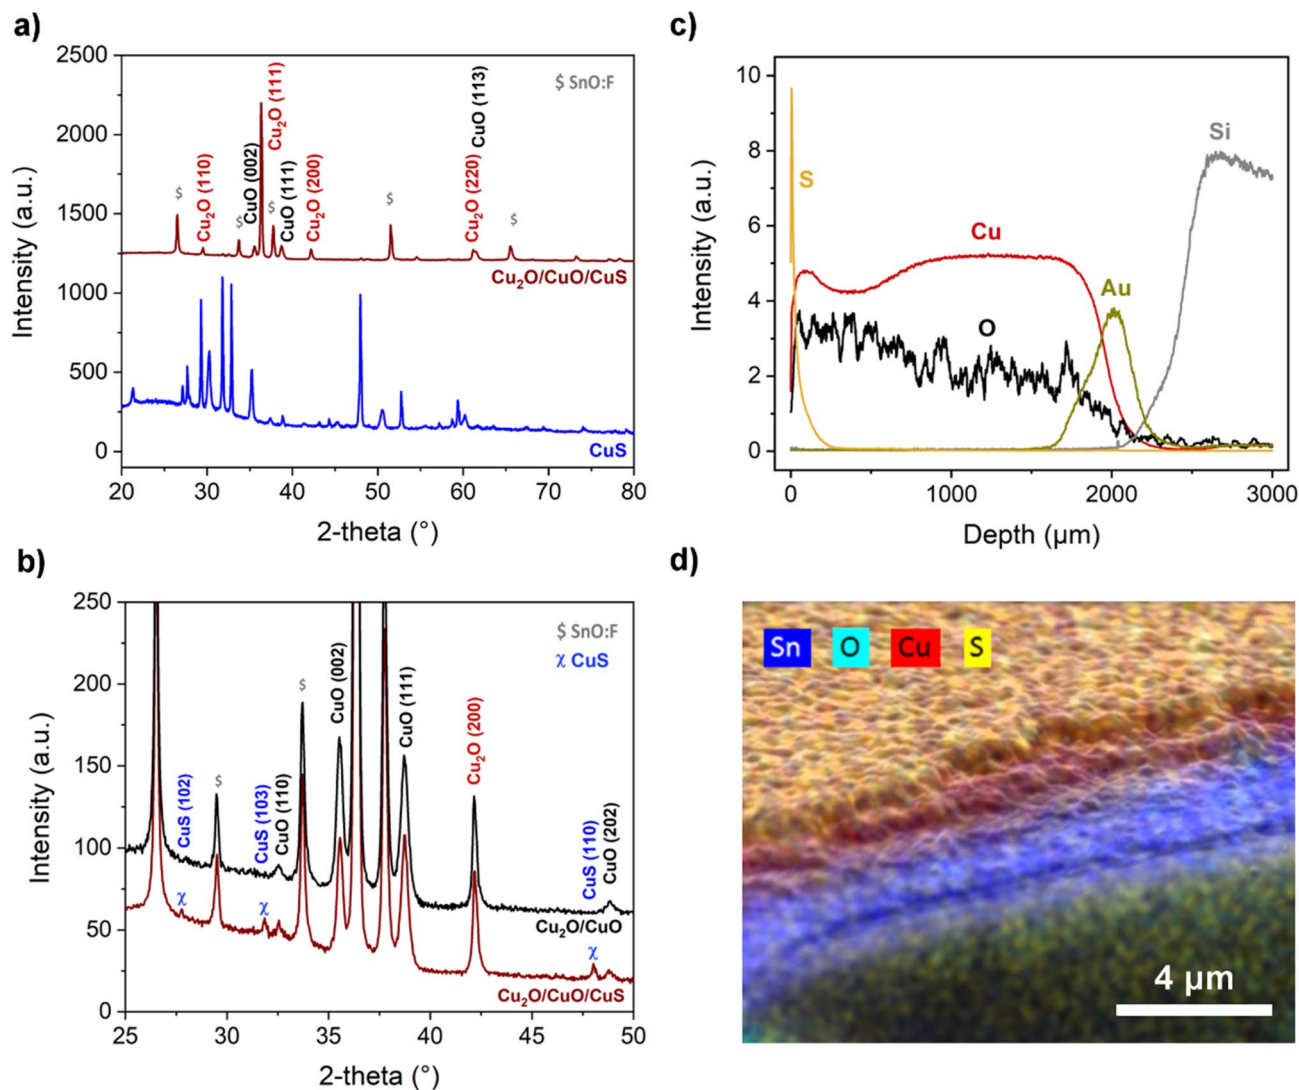 a)
2500
2000
1500
1000
500
0
Intensity (a.u.)
$ SnO:F
$
Cu₂O (110)
$
CuO (002)
Cu₂O (111)
$
CuO (111)
Cu₂O (200)
$
Cu₂O (220)
CuO (113)
$
Cu₂O/CuO/CuS
CuS
20 30 40 50 60 70 80
2-theta (°)
c)
10
8
6
4
2
0
Intensity (a.u.)
S
Cu
O
Au
Si
0 1000 2000 3000
Depth (μm)
b)
250
200
150
100
50
0
Intensity (a.u.)
$ SnO:F
χ CuS
CuS (102)
$
CuS (103)
CuO (110)
$
CuO (002)
CuO (111)
Cu₂O (200)
CuS (110)
CuO (202)
χ
χ
χ
Cu₂O/CuO
Cu₂O/CuO/CuS
25 30 35 40 45 50
2-theta (°)
d)
Sn O Cu S
4 μm